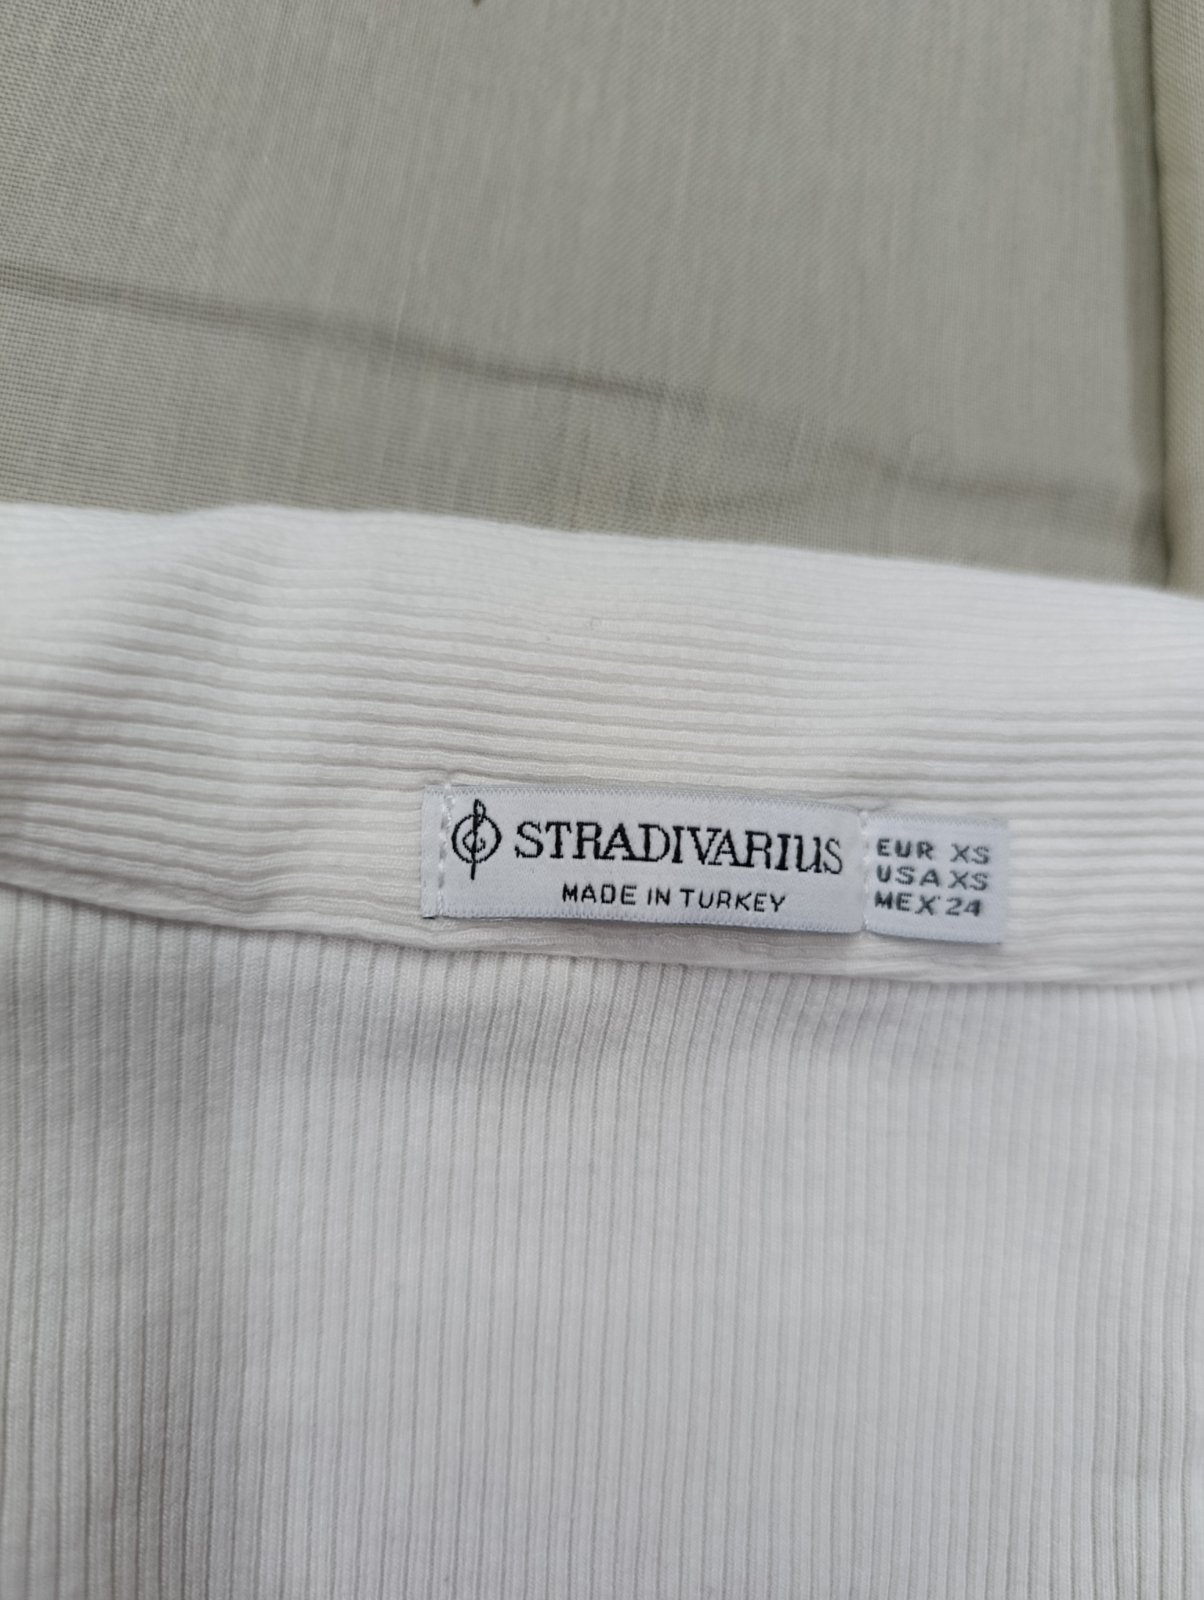 STRADIVARIUS
MADE IN TURKEY
EUR XS
USA XS
MEX 24